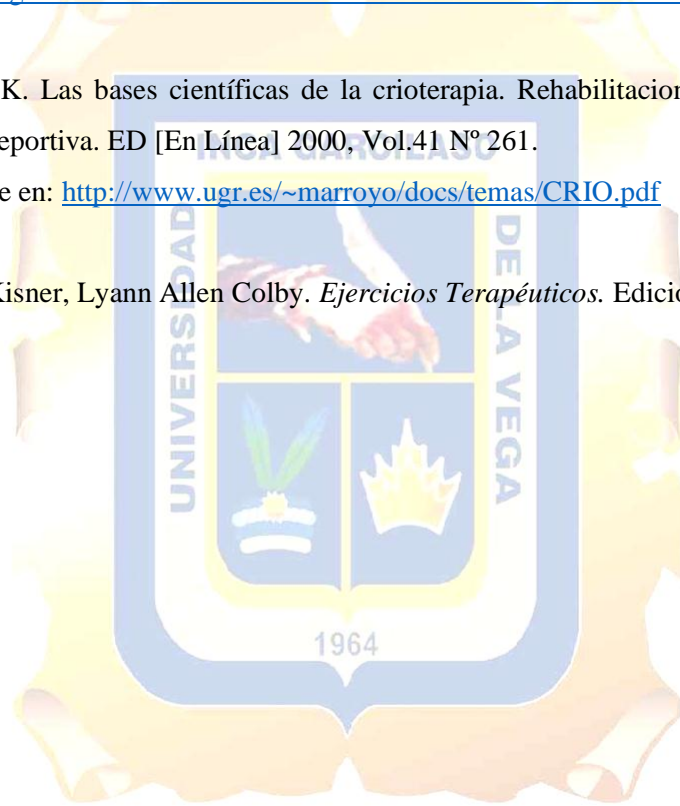 K. Las bases científicas de la crioterapia. Rehabilitacion
eportiva. ED [En Línea] 2000, Vol.41 Nº 261.
e en: http://www.ugr.es/~marroyo/docs/temas/CRIO.pdf
Kisner, Lyann Allen Colby. Ejercicios Terapéuticos. Edició
UNIVERSIDAD
INCA GARCILASO
DE LA VEGA
1964